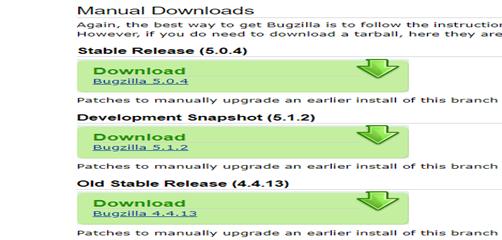 Manual Downloads
Again, the best way to get Bugzilla is to follow the instruction
However, if you do need to download a tarball, here they are
Stable Release (5.0.4)
Download
Bugzilla 5.0.4
Patches to manually upgrade an earlier install of this branch
Development Snapshot (5.1.2)
Download
Bugzilla 5.1.2
Patches to manually upgrade an earlier install of this branch
Old Stable Release (4.4.13)
Download
Bugzilla 4.4.13
Patches to manually upgrade an earlier install of this branch